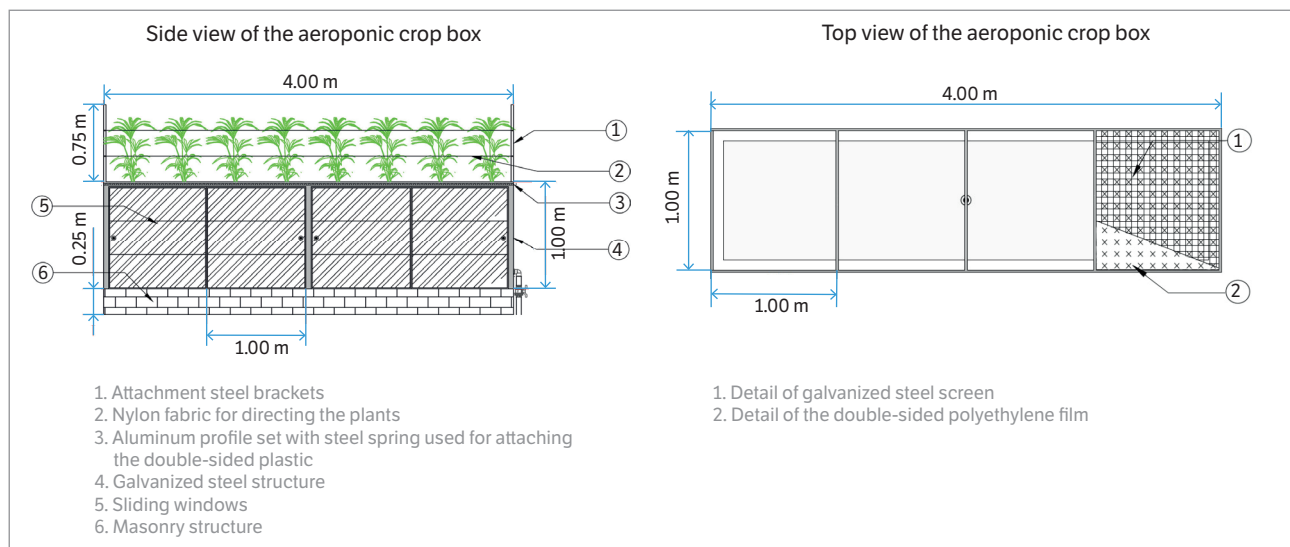 Side view of the aeroponic crop box
4.00 m
0.75 m
1
2
3
5
0.25 m
1.00 m
4
6
1.00 m
1. Attachment steel brackets
2. Nylon fabric for directing the plants
3. Aluminum profile set with steel spring used for attaching
the double-sided plastic
4. Galvanized steel structure
5. Sliding windows
6. Masonry structure
Top view of the aeroponic crop box
4.00 m
1
1.00 m
2
1.00 m
1. Detail of galvanized steel screen
2. Detail of the double-sided polyethylene film